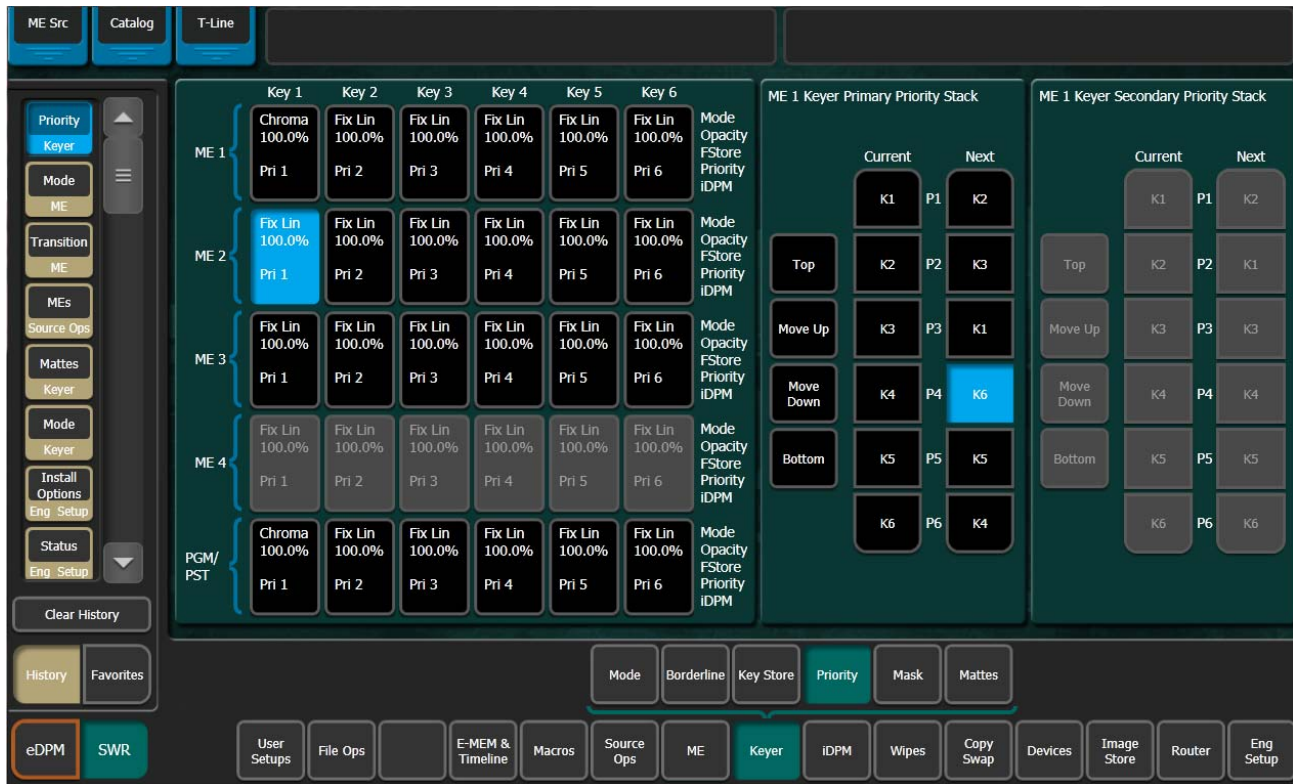 ME Src Catalog T-Line
Priority
Keyer
Mode
ME
Transition
ME
MEs
Source Ops
Mattes
Keyer
Mode
Keyer
Install
Options
Eng Setup
Status
Eng Setup
Clear History
History Favorites
eDPM SWR
Key 1 Key 2 Key 3 Key 4 Key 5 Key 6
ME 1
Chroma Fix Lin Fix Lin Fix Lin Fix Lin Fix Lin Mode
100.0% 100.0% 100.0% 100.0% 100.0% 100.0% Opacity
FStore
Pri 1 Pri 2 Pri 3 Pri 4 Pri 5 Pri 6 Priority
iDPM
ME 2
Fix Lin Fix Lin Fix Lin Fix Lin Fix Lin Fix Lin Mode
100.0% 100.0% 100.0% 100.0% 100.0% 100.0% Opacity
FStore
Pri 1 Pri 2 Pri 3 Pri 4 Pri 5 Pri 6 Priority
iDPM
ME 3
Fix Lin Fix Lin Fix Lin Fix Lin Fix Lin Fix Lin Mode
100.0% 100.0% 100.0% 100.0% 100.0% 100.0% Opacity
FStore
Pri 1 Pri 2 Pri 3 Pri 4 Pri 5 Pri 6 Priority
iDPM
ME 4
Fix Lin Fix Lin Fix Lin Fix Lin Fix Lin Fix Lin Mode
100.0% 100.0% 100.0% 100.0% 100.0% 100.0% Opacity
FStore
Pri 1 Pri 2 Pri 3 Pri 4 Pri 5 Pri 6 Priority
iDPM
PGM/
PST
Chroma Fix Lin Fix Lin Fix Lin Fix Lin Fix Lin Mode
100.0% 100.0% 100.0% 100.0% 100.0% 100.0% Opacity
FStore
Pri 1 Pri 2 Pri 3 Pri 4 Pri 5 Pri 6 Priority
iDPM
ME 1 Keyer Primary Priority Stack
Current Next
K1 P1 K2
Top K2 P2 K3
Move Up K3 P3 K1
Move
Down K4 P4 K6
Bottom K5 P5 K5
K6 P6 K4
ME 1 Keyer Secondary Priority Stack
Current Next
K1 P1 K2
Top K2 P2 K1
Move Up K3 P3 K3
Move
Down K4 P4 K4
Bottom K5 P5 K5
K6 P6 K6
Mode Borderline Key Store Priority Mask Mattes
User
Setups
File Ops
E-MEM &
Timeline
Macros
Source
Ops
ME
Keyer
iDPM
Wipes
Copy
Swap
Devices
Image
Store
Router
Eng
Setup